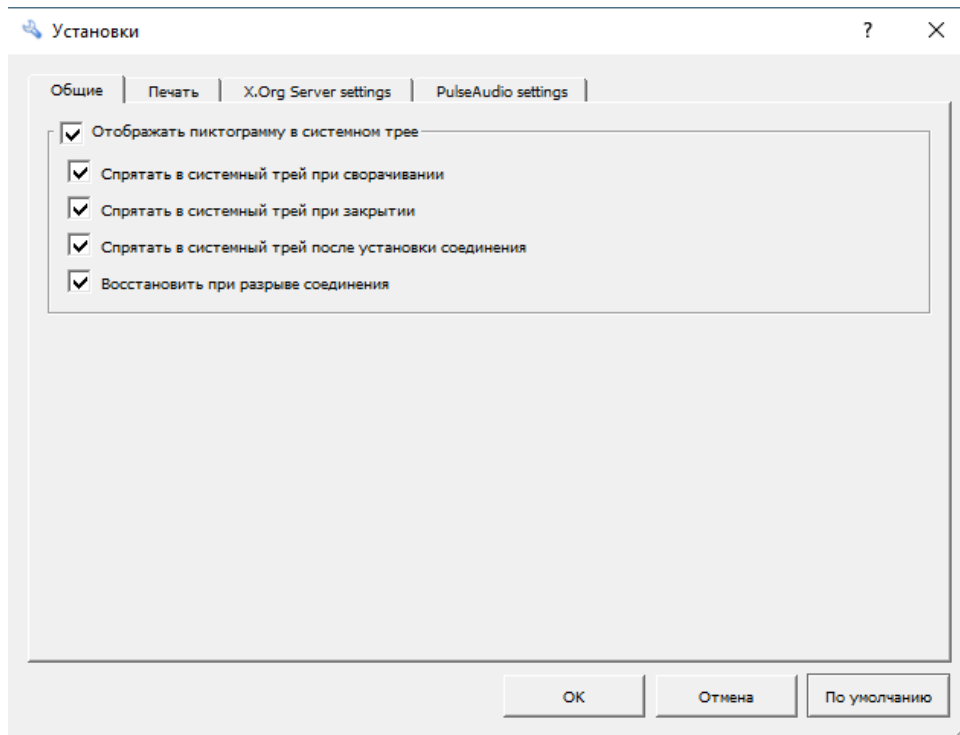 Установки
?
Общие
Печать
X.Org Server settings
PulseAudio settings
Отображать пиктограмму в системном трее
Спрятать в системный трей при сворачивании
Спрятать в системный трей при закрытии
Спрятать в системный трей после установки соединения
Восстановить при разрыве соединения
OK
Отмена
По умолчанию